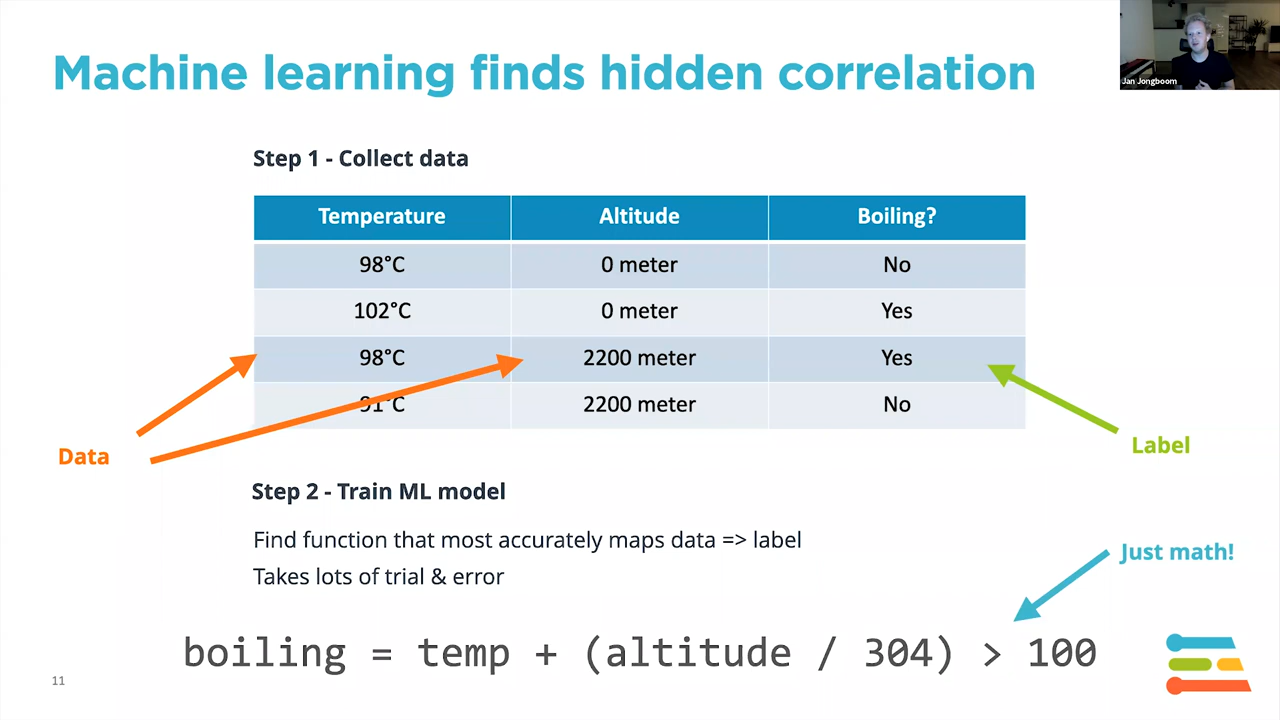 Machine learning finds hidden correlation
Jan Jongboom
Step 1 - Collect data
Temperature Altitude Boiling?
98°C 0 meter No
102°C 0 meter Yes
98°C 2200 meter Yes
91°C 2200 meter No
Data
Label
Step 2 - Train ML model
Find function that most accurately maps data => label
Takes lots of trial & error
Just math!
boiling = temp + (altitude / 304) > 100
11